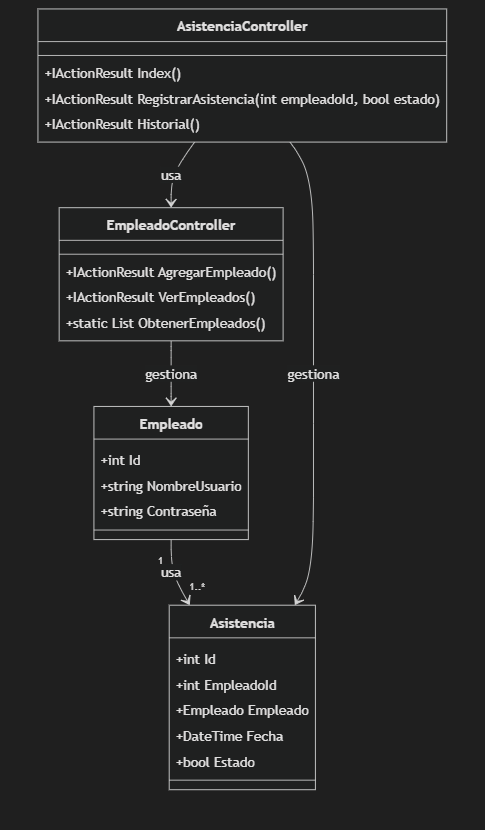 AsistenciaController
+IActionResult Index()
+IActionResult RegistrarAsistencia(int empleadoId, bool estado)
+IActionResult Historial()
usa
EmpleadoController
+IActionResult AgregarEmpleado()
+IActionResult VerEmpleados()
+static List ObtenerEmpleados()
gestiona
gestiona
Empleado
+int Id
+string NombreUsuario
+string Contraseña
1
usa
1..*
Asistencia
+int Id
+int EmpleadoId
+Empleado Empleado
+DateTime Fecha
+bool Estado